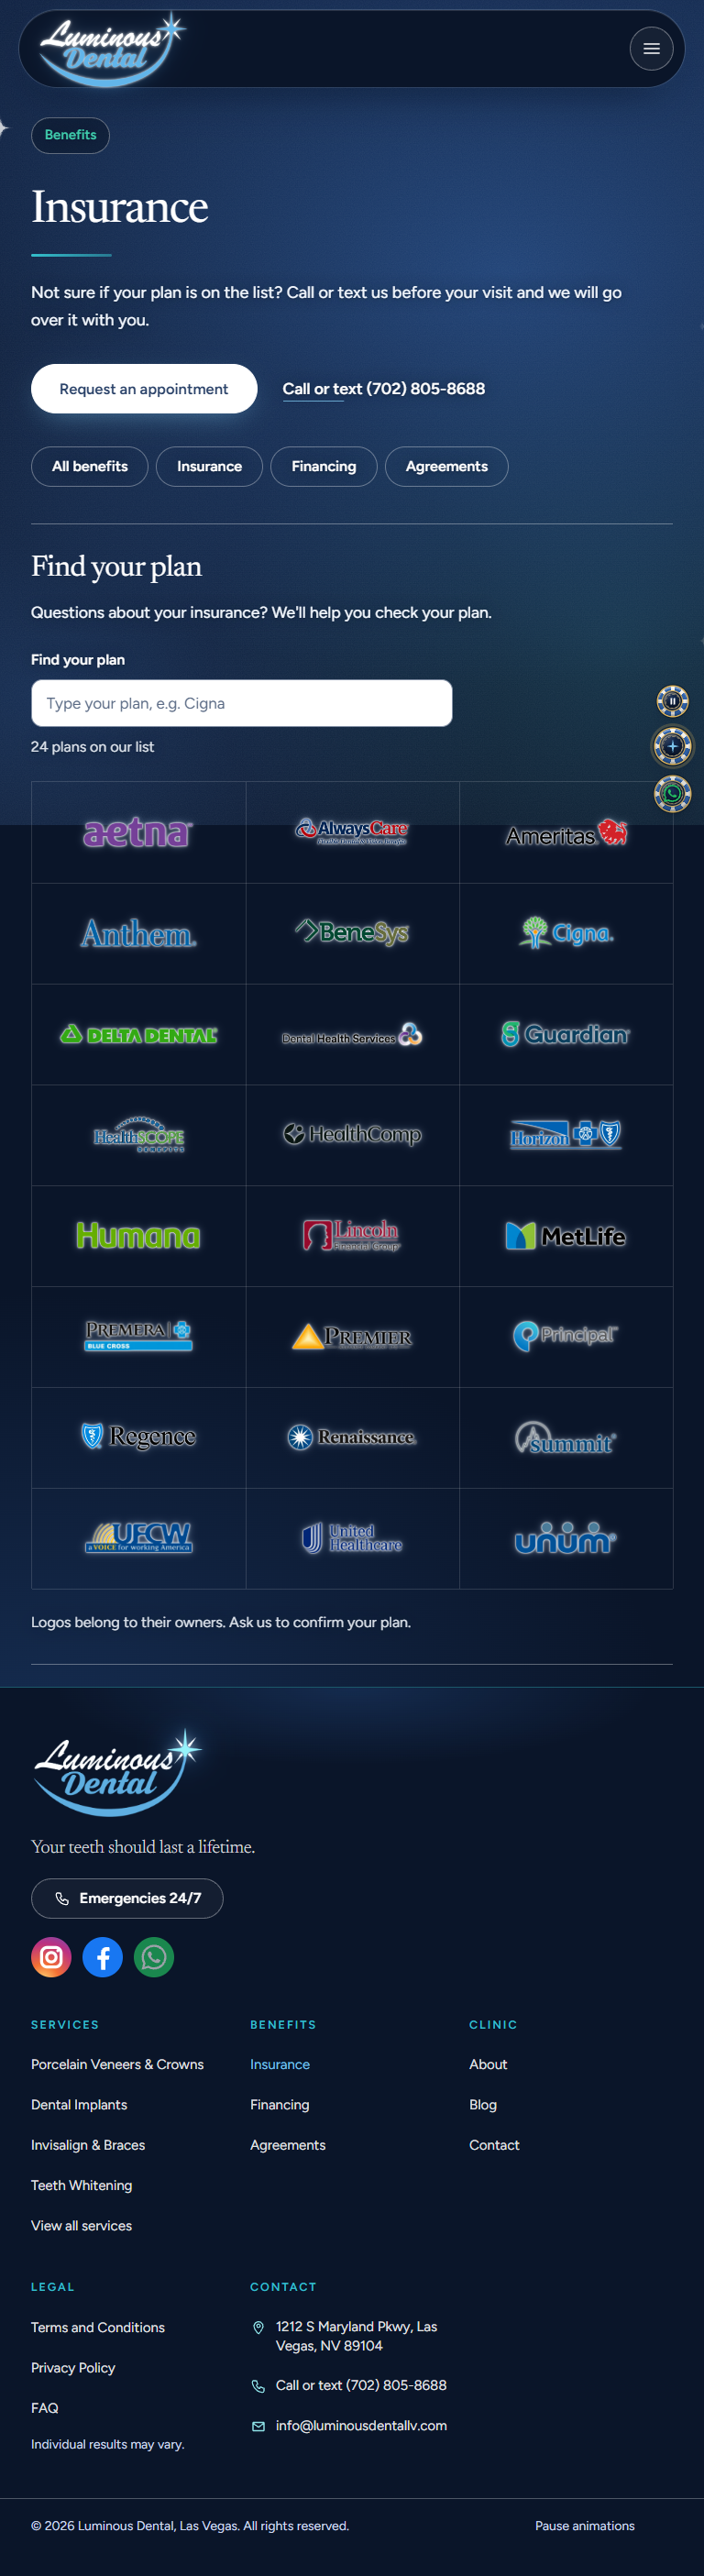 Luminous
Dental
Benefits
Insurance
Not sure if your plan is on the list? Call or text us before your visit and we will go
over it with you.
Request an appointment
Call or text (702) 805-8688
All benefits
Insurance
Financing
Agreements
Find your plan
Questions about your insurance? We'll help you check your plan.
Find your plan
Type your plan, e.g. Cigna
24 plans on our list
aetna
AlwaysCare
Flexible Dental & Vision Benefits
Ameritas
Anthem
BeneSys
Cigna
DELTA DENTAL
Dental Health Services
Guardian
HealthSCOPE
BENEFITS
HealthComp
Horizon
Humana
Lincoln
Financial Group
MetLife
PREMERA
BLUE CROSS
PREMIER
Principal
Regence
Renaissance
summit
UFCW
a VOICE for working America
United
Healthcare
unum
Logos belong to their owners. Ask us to confirm your plan.
Luminous
Dental
Your teeth should last a lifetime.
Emergencies 24/7
SERVICES
Porcelain Veneers & Crowns
Dental Implants
Invisalign & Braces
Teeth Whitening
View all services
BENEFITS
Insurance
Financing
Agreements
CLINIC
About
Blog
Contact
LEGAL
Terms and Conditions
Privacy Policy
FAQ
Individual results may vary.
CONTACT
1212 S Maryland Pkwy, Las
Vegas, NV 89104
Call or text (702) 805-8688
info@luminousdentallv.com
© 2026 Luminous Dental, Las Vegas. All rights reserved.
Pause animations